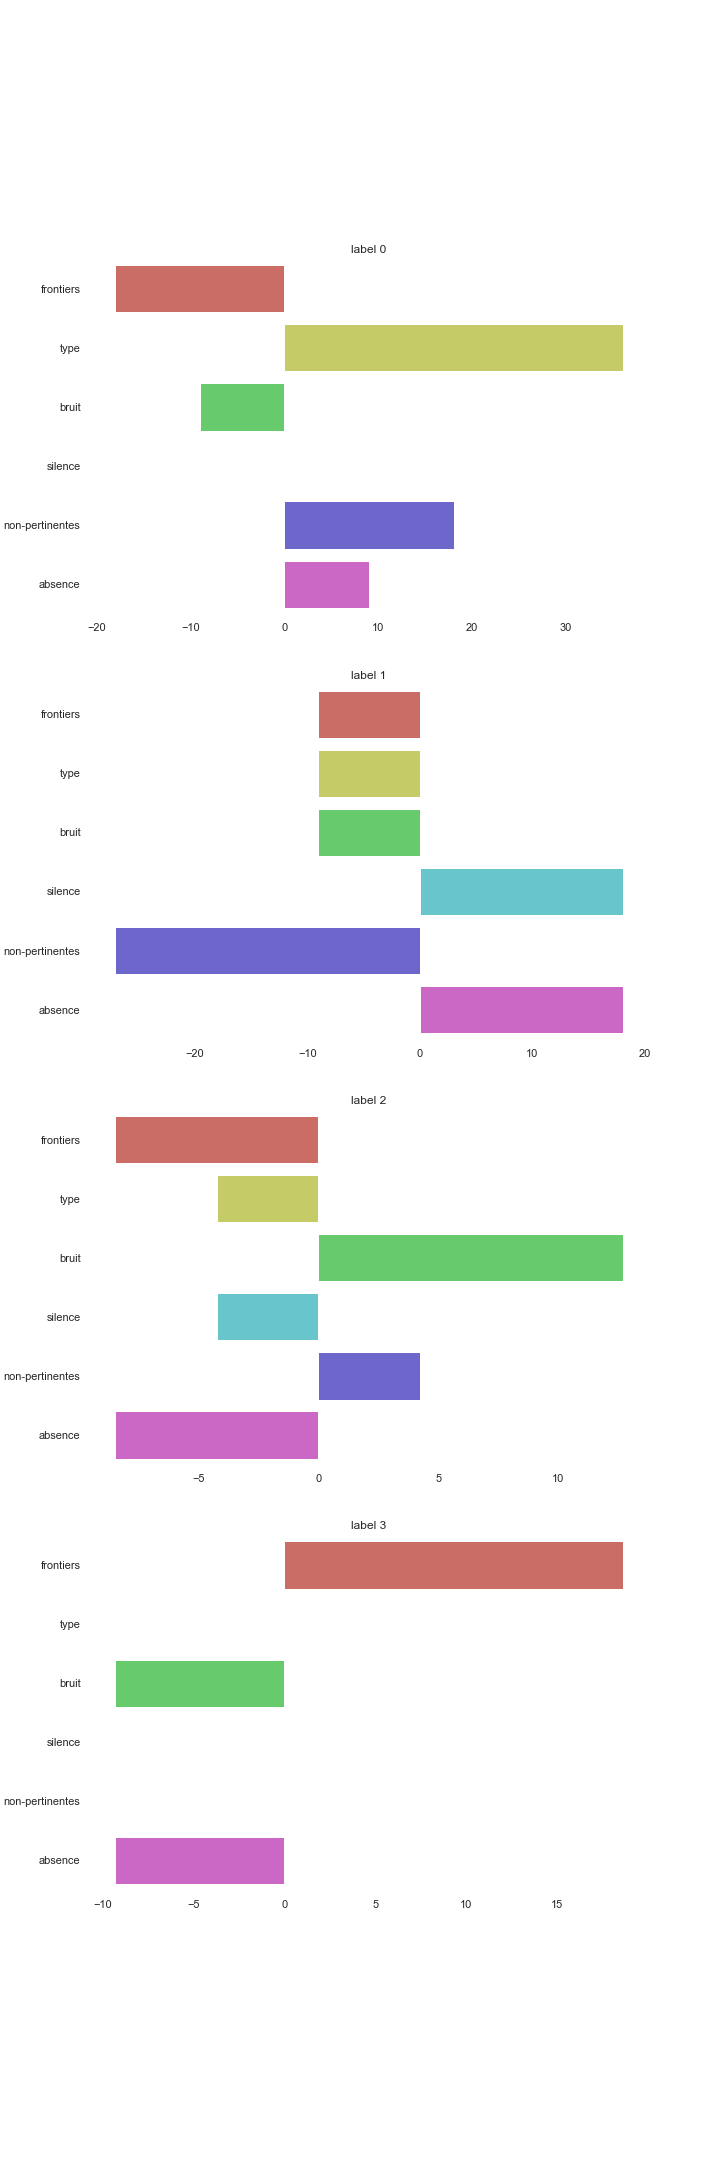 label 0
frontiers
type
bruit
silence
non-pertinentes
absence
−20 −10 0 10 20 30
label 1
frontiers
type
bruit
silence
non-pertinentes
absence
−20 −10 0 10 20
label 2
frontiers
type
bruit
silence
non-pertinentes
absence
−5 0 5 10
label 3
frontiers
type
bruit
silence
non-pertinentes
absence
−10 −5 0 5 10 15